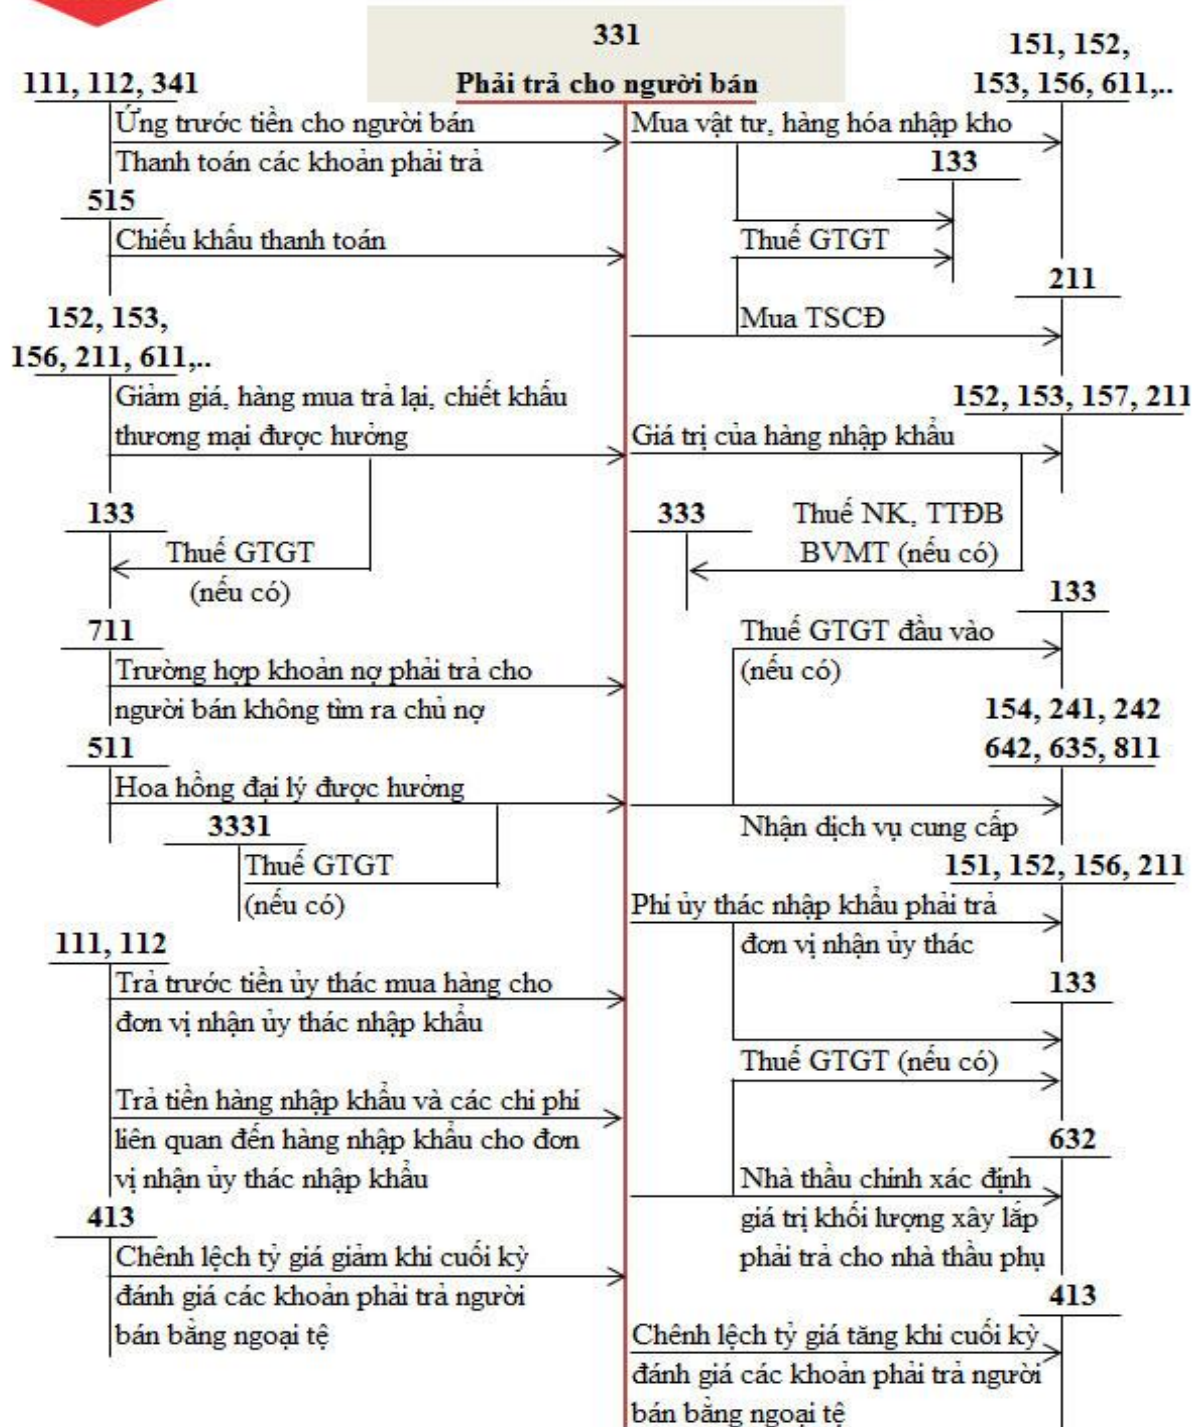 331
Phải trả cho người bán
111, 112, 341
Ứng trước tiền cho người bán
Thanh toán các khoản phải trả
515
Chiếu khấu thanh toán
152, 153,
156, 211, 611,..
Giảm giá, hàng mua trả lại, chiết khấu
thương mại được hưởng
133
Thuế GTGT
(nếu có)
711
Trường hợp khoản nợ phải trả cho
người bán không tìm ra chủ nợ
511
Hoa hồng đại lý được hưởng
3331
Thuế GTGT
(nếu có)
111, 112
Trả trước tiền ủy thác mua hàng cho
đơn vị nhận ủy thác nhập khẩu
Trả tiền hàng nhập khẩu và các chi phí
liên quan đến hàng nhập khẩu cho đơn
vị nhận ủy thác nhập khẩu
413
Chênh lệch tỷ giá giảm khi cuối kỳ
đánh giá các khoản phải trả người
bán bằng ngoại tệ
151, 152,
153, 156, 611,..
Mua vật tư, hàng hóa nhập kho
133
Thuế GTGT
211
Mua TSCĐ
152, 153, 157, 211
Giá trị của hàng nhập khẩu
333
Thuế NK, TTĐB
BVMT (nếu có)
133
Thuế GTGT đầu vào
(nếu có)
154, 241, 242
642, 635, 811
Nhận dịch vụ cung cấp
151, 152, 156, 211
Phí ủy thác nhập khẩu phải trả
đơn vị nhận ủy thác
133
Thuế GTGT (nếu có)
632
Nhà thầu chính xác định
giá trị khối lượng xây lắp
phải trả cho nhà thầu phụ
413
Chênh lệch tỷ giá tăng khi cuối kỳ
đánh giá các khoản phải trả người
bán bằng ngoại tệ